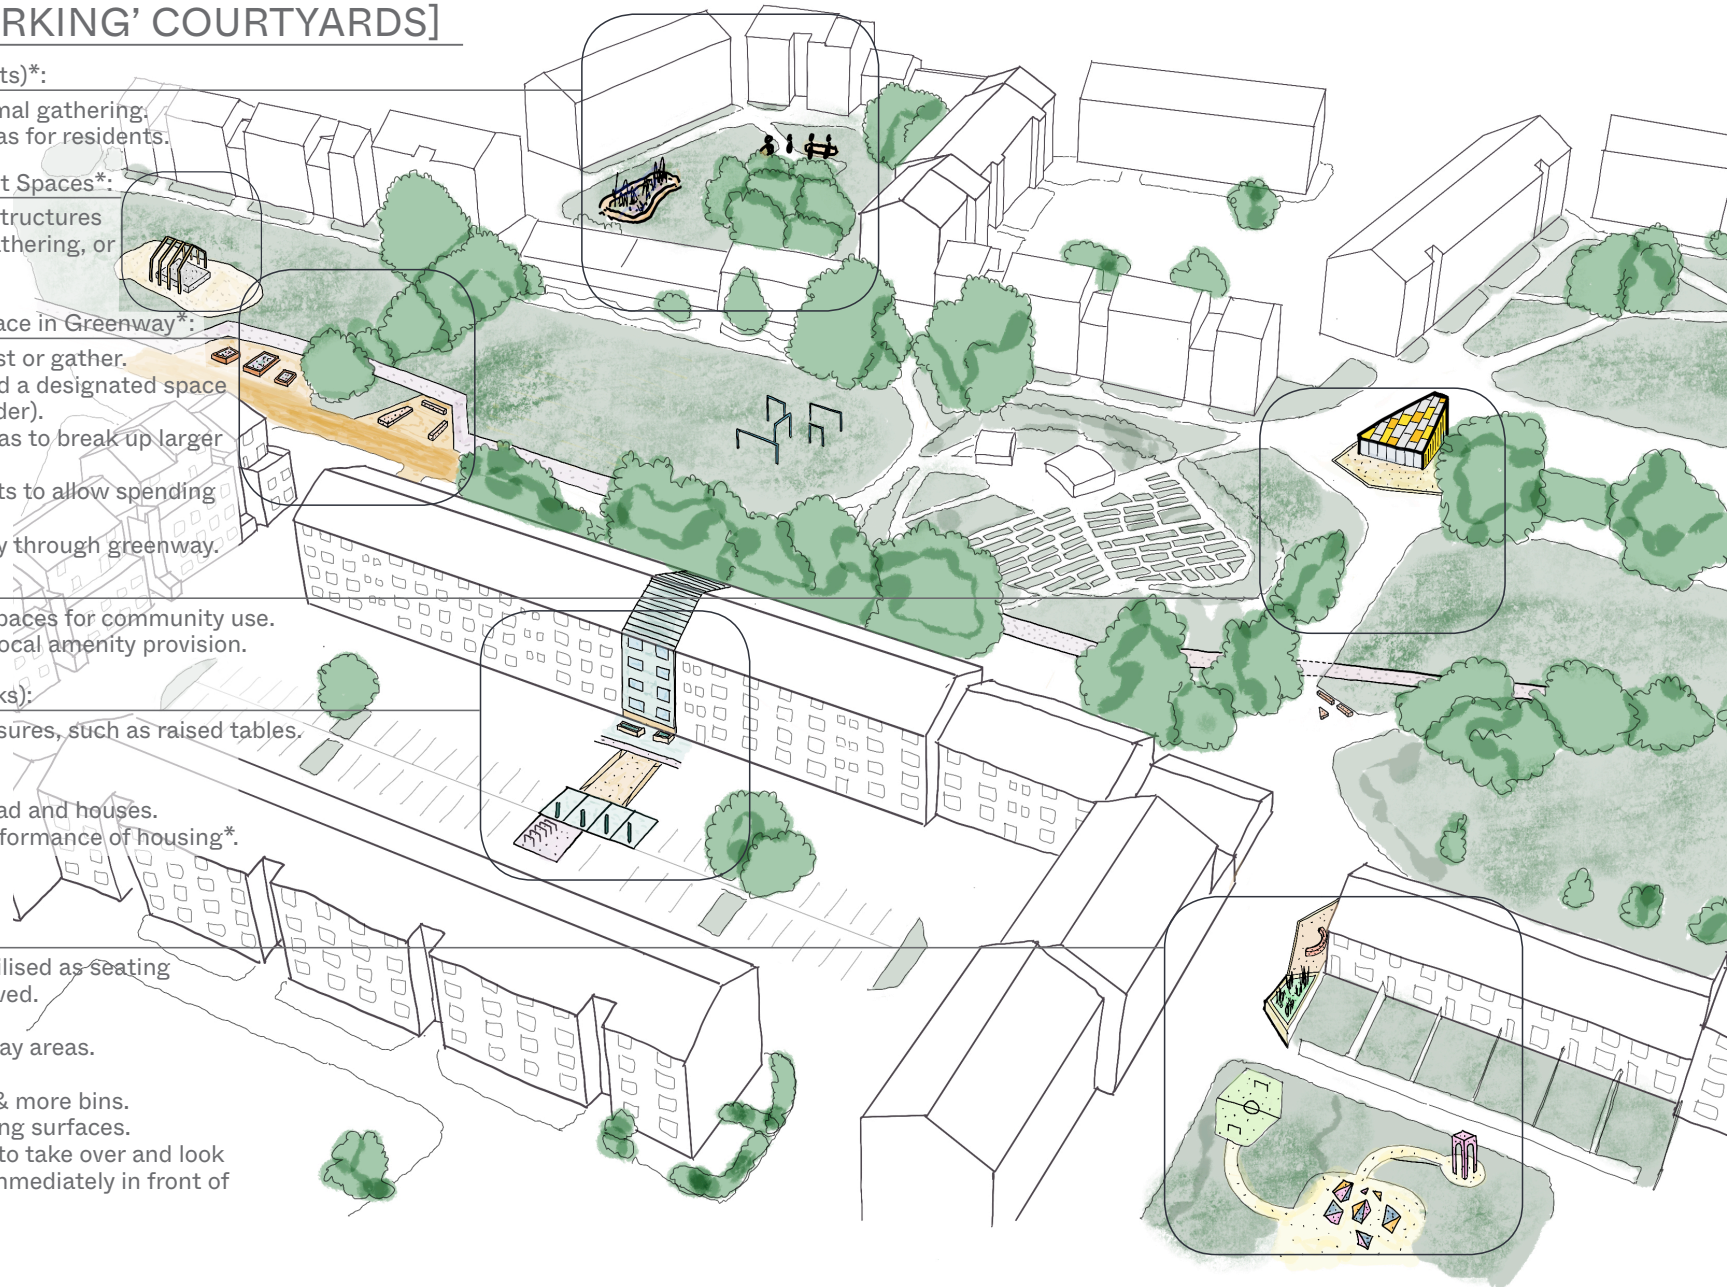 RKING’ COURTYARDS]
ts)*:
nal gathering.
as for residents.
t Spaces*:
tructures
athering, or
ace in Greenway*:
st or gather.
d a designated space
der).
as to break up larger
ts to allow spending
y through greenway.
paces for community use.
ocal amenity provision.
ks):
sures, such as raised tables.
ad and houses.
formance of housing*.
ilised as seating
ved.
ay areas.
& more bins.
ng surfaces.
to take over and look
mmediately in front of